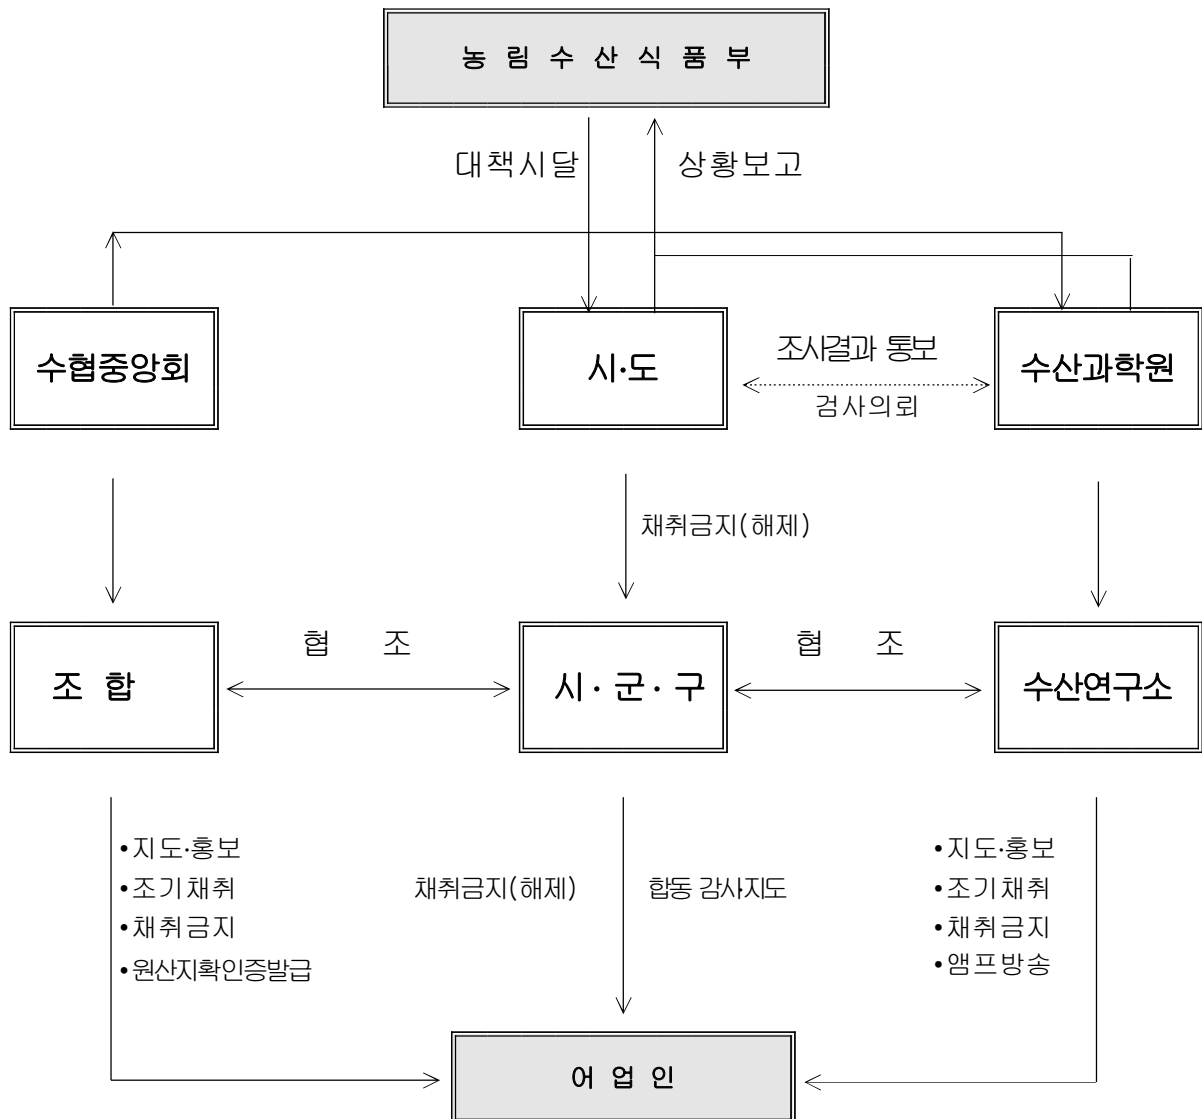 농 림 수 산 식 품 부
대책시달 상황보고
수협중앙회 시·도 조사결과 통보 수산과학원
검사의뢰
채취금지(해제)
협 조 협 조
조 합 시·군·구 수산연구소
•지도·홍보
•조기채취
•채취금지
•원산지확인증발급
채취금지(해제) 합동 감사지도
•지도·홍보
•조기채취
•채취금지
•앰프방송
어 업 인